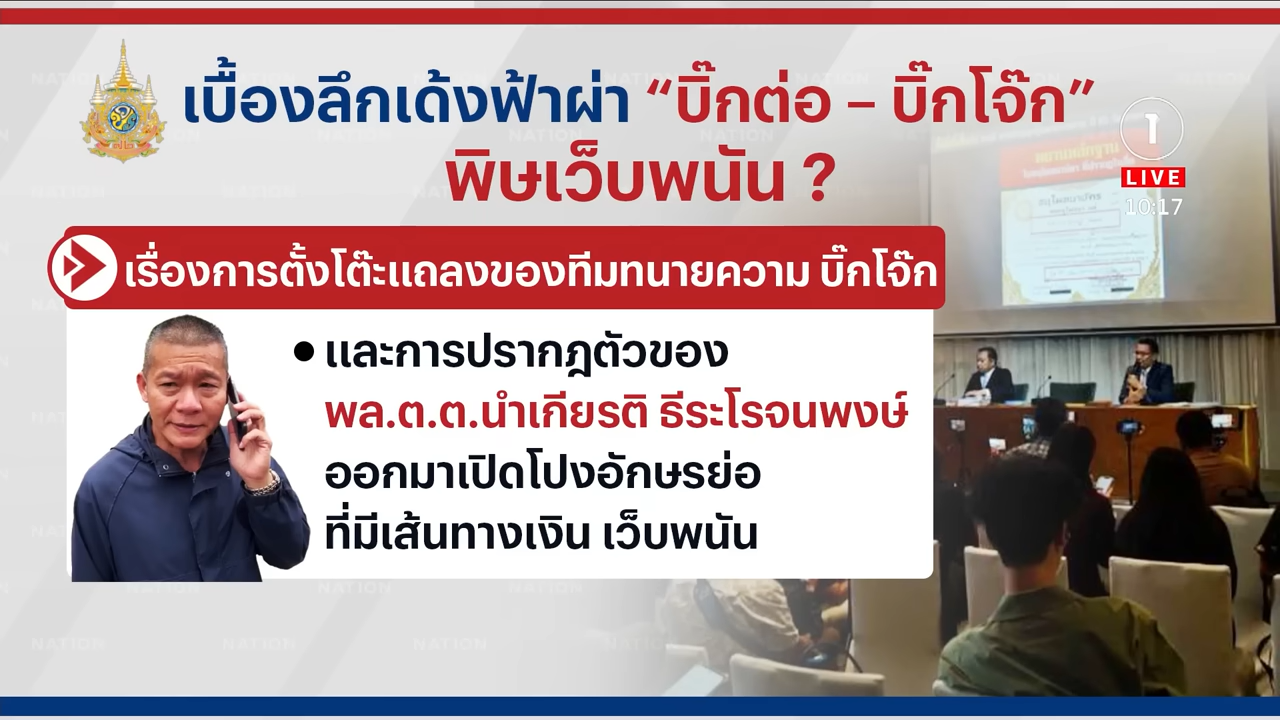 เบื้องลึกเด้งฟ้าผ่า “บิ๊กต่อ – บิ๊กโจ๊ก”
พิษเว็บพนัน ?
1
LIVE
10:17
เรื่องการตั้งโต๊ะแถลงของทีมทนายความ บิ๊กโจ๊ก
• และการปรากฎตัวของ
พล.ต.ต.นำเกียรติ ธีระโรจนพงษ์
ออกมาเปิดโปงอักษรย่อ
ที่มีเส้นทางเงิน เว็บพนัน
NATION